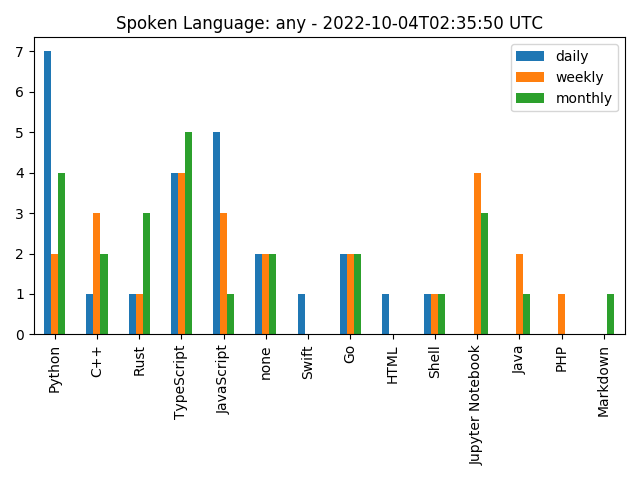 Spoken Language: any - 2022-10-04T02:35:50 UTC
daily
weekly
monthly
7
6
5
4
3
2
1
0
Python
C++
Rust
TypeScript
JavaScript
none
Swift
Go
HTML
Shell
Jupyter Notebook
Java
PHP
Markdown